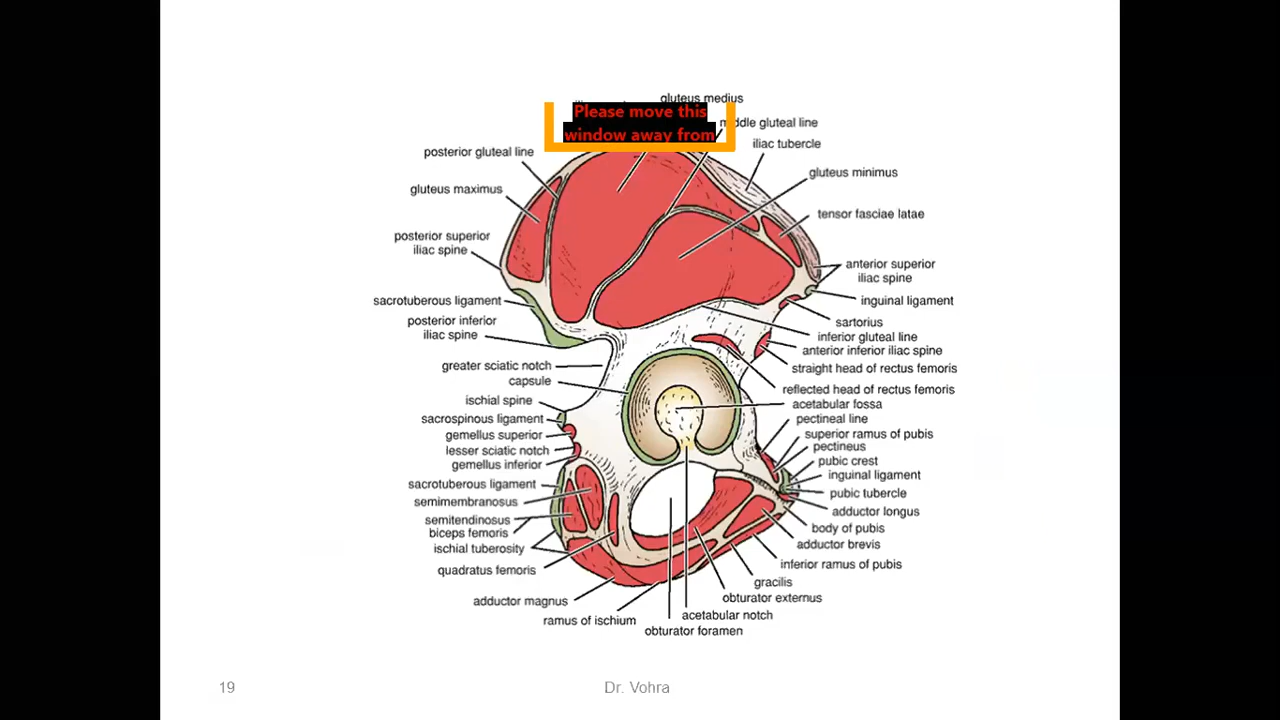 gluteus medius
Please move this
window away from
middle gluteal line
iliac tubercle
posterior gluteal line
gluteus minimus
gluteus maximus
tensor fasciae latae
posterior superior
iliac spine
anterior superior
iliac spine
sacrotuberous ligament
inguinal ligament
posterior inferior
iliac spine
sartorius
inferior gluteal line
anterior inferior iliac spine
greater sciatic notch
straight head of rectus femoris
capsule
reflected head of rectus femoris
ischial spine
acetabular fossa
sacrospinous ligament
pectineal line
gemellus superior
superior ramus of pubis
lesser sciatic notch
pectineus
gemellus inferior
pubic crest
inguinal ligament
sacrotuberous ligament
pubic tubercle
semimembranosus
adductor longus
semitendinosus
body of pubis
biceps femoris
adductor brevis
ischial tuberosity
inferior ramus of pubis
quadratus femoris
gracilis
obturator externus
adductor magnus
acetabular notch
ramus of ischium
obturator foramen
19
Dr. Vohra